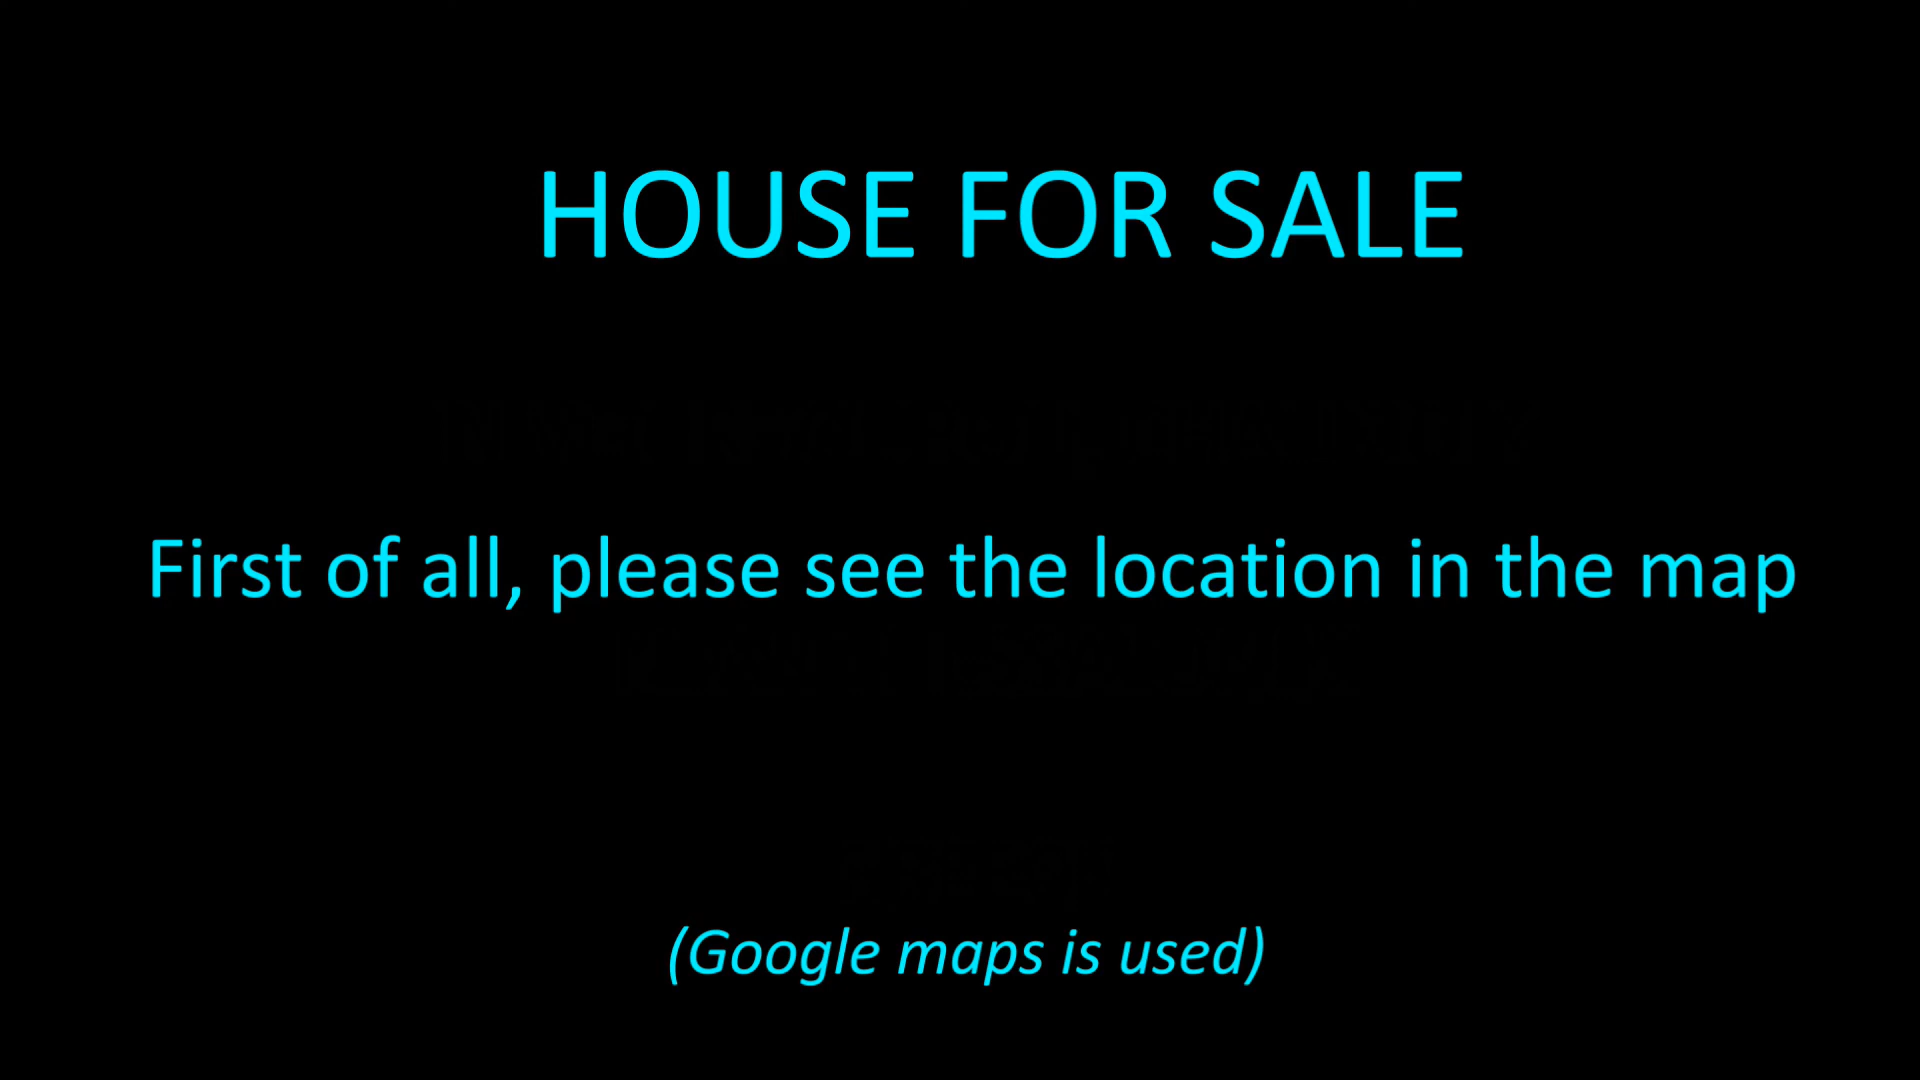 HOUSE FOR SALE
First of all, please see the location in the map
(Google maps is used)